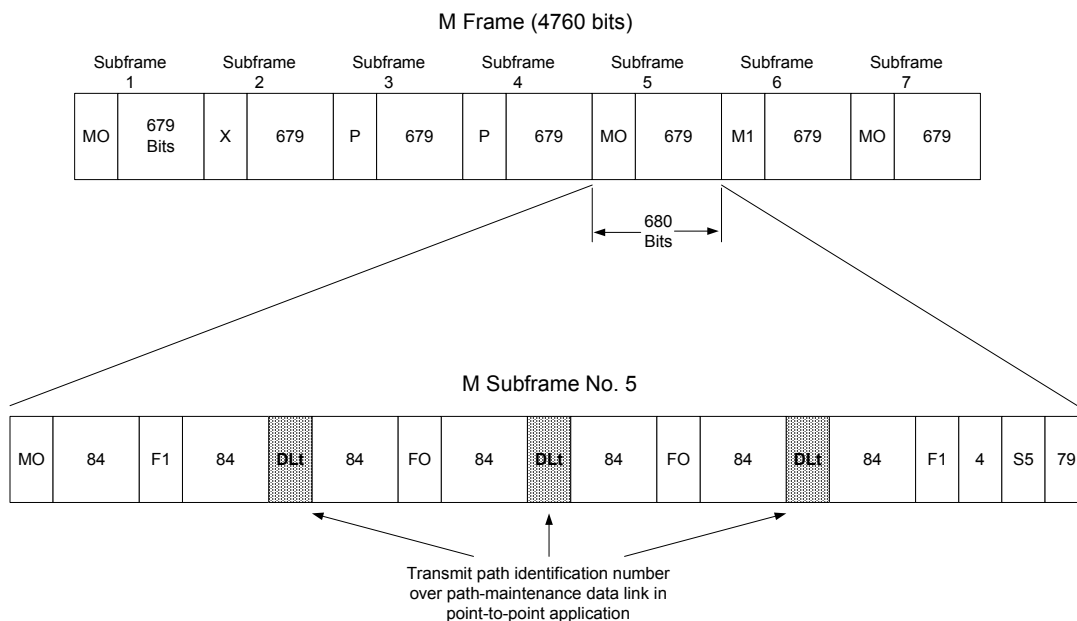 M Frame (4760 bits)
Subframe 1
Subframe 2
Subframe 3
Subframe 4
Subframe 5
Subframe 6
Subframe 7
MO 679 Bits X 679 P 679 P 679 MO 679 M1 679 MO 679
680
Bits
M Subframe No. 5
MO 84 F1 84 DLt 84 FO 84 DLt 84 FO 84 DLt 84 F1 4 S5 79
Transmit path identification number
over path-maintenance data link in
point-to-point application